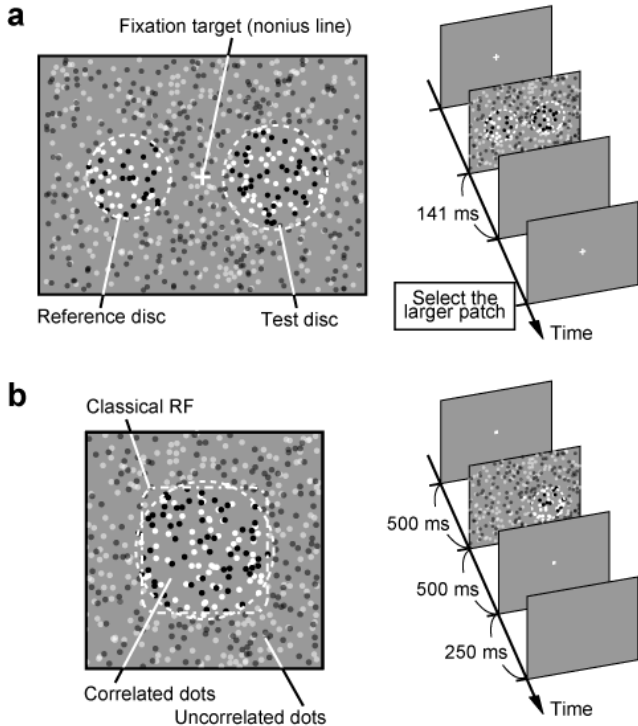 a
Fixation target (nonius line)
Reference disc
Test disc
141 ms
Select the
larger patch
Time
b
Classical RF
Correlated dots
Uncorrelated dots
500 ms
500 ms
250 ms
Time